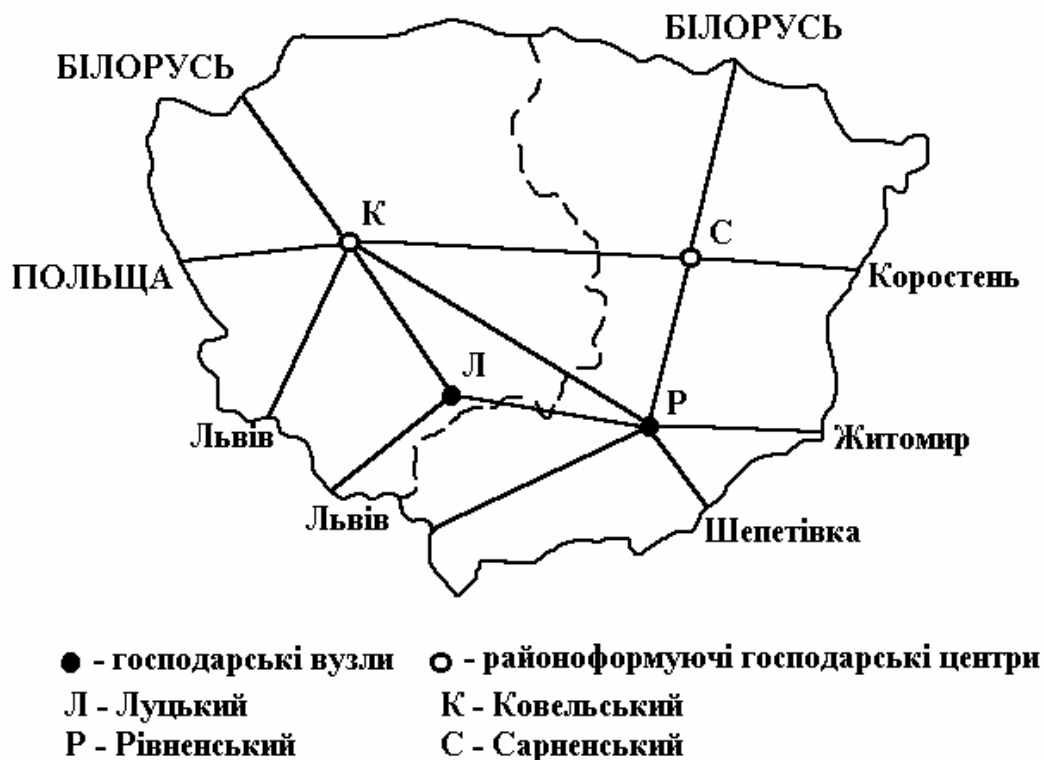 БІЛОРУСЬ
БІЛОРУСЬ
К
С
ПОЛЬЩА
Коростень
Л
Р
Львів
Житомир
Львів
Шепетівка
- господарські вузли - районоформуючі господарські центри
Л - Луцький К - Ковельський
Р - Рівненський С - Сарненський